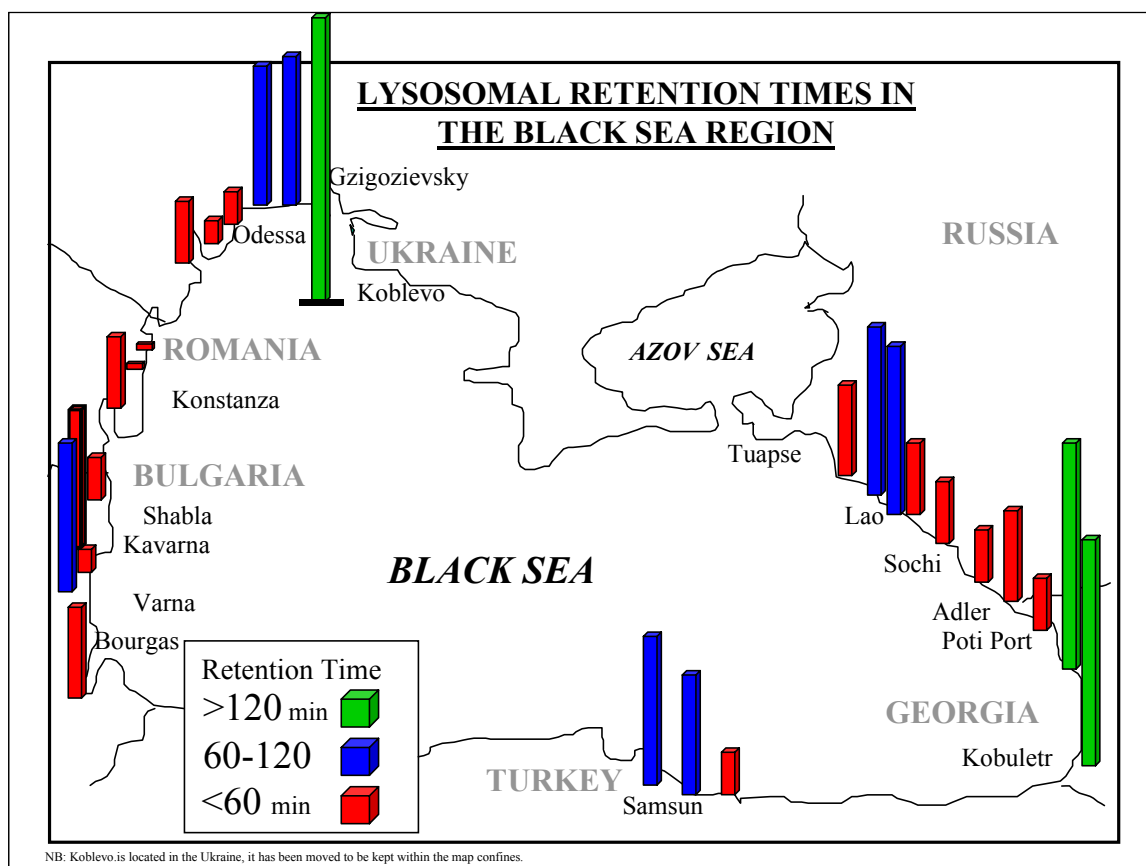 LYSOSOMAL RETENTION TIMES IN
THE BLACK SEA REGION
Gzigozievsky
Odessa
UKRAINE
RUSSIA
Koblevo
ROMANIA
AZOV SEA
Konstanza
Tuapse
BULGARIA
Shabla
Lao
Kavarna
BLACK SEA
Sochi
Varna
Adler
Bourgas
Poti Port
Retention Time
>120 min
60-120
<60 min
GEORGIA
Kobuletr
TURKEY
Samsun
NB: Koblevo.is located in the Ukraine, it has been moved to be kept within the map confines.